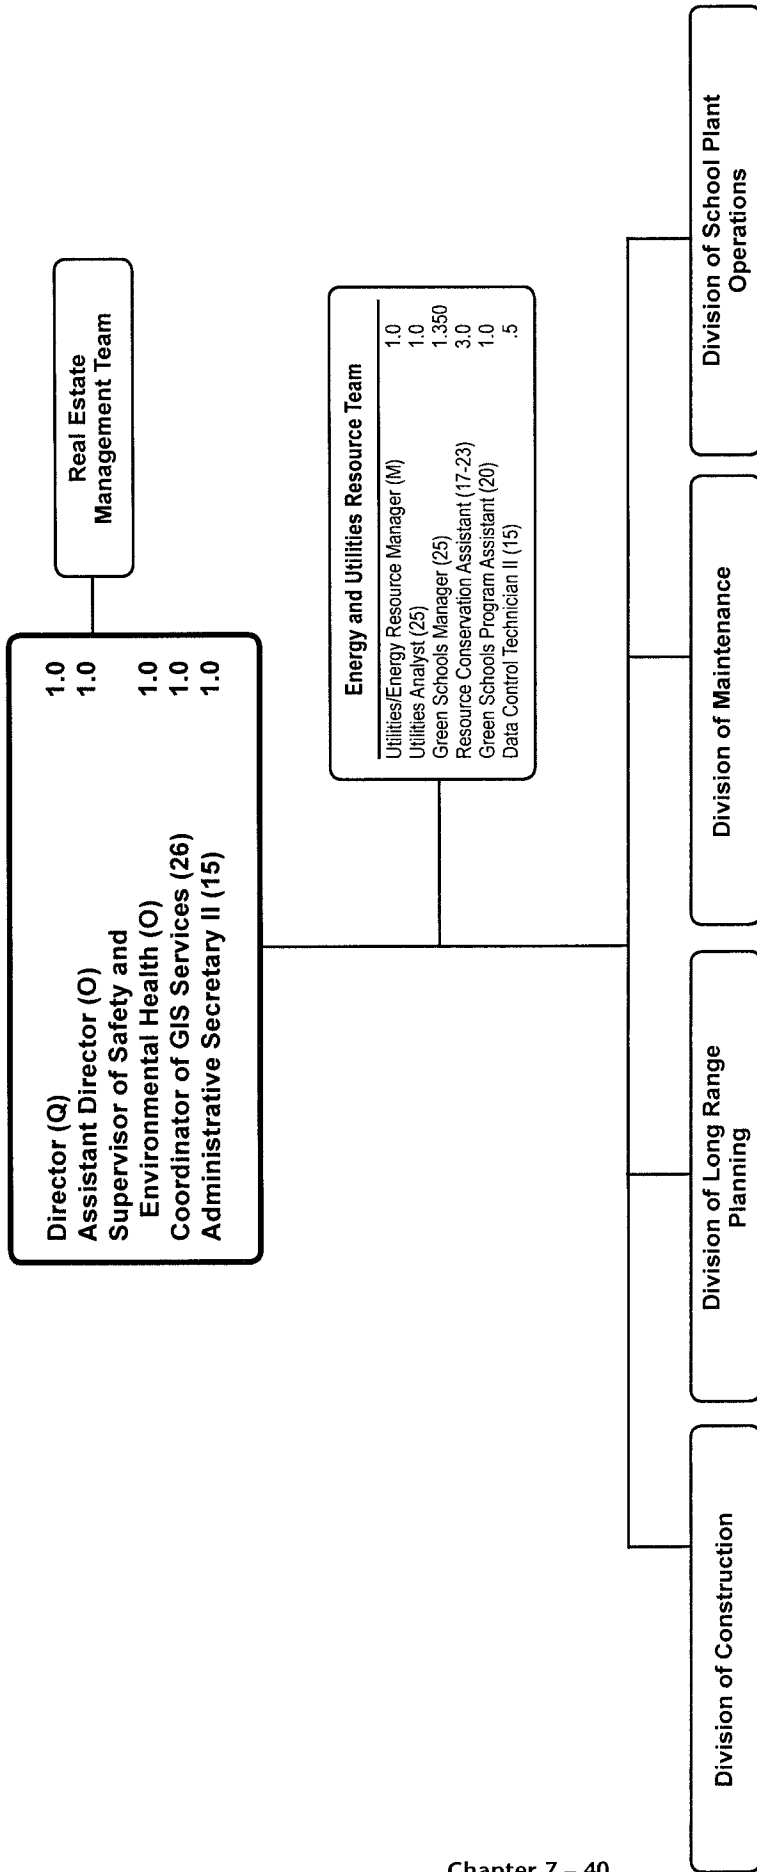 Director (Q) 1.0
Assistant Director (O) 1.0
Supervisor of Safety and
Environmental Health (O) 1.0
Coordinator of GIS Services (26) 1.0
Administrative Secretary II (15) 1.0
Real Estate
Management Team
Energy and Utilities Resource Team
Utilities/Energy Resource Manager (M) 1.0
Utilities Analyst (25) 1.0
Green Schools Manager (25) 1.350
Resource Conservation Assistant (17-23) 3.0
Green Schools Program Assistant (20) 1.0
Data Control Technician II (15) .5
Division of Construction
Division of Long Range
Planning
Division of Maintenance
Division of School Plant
Operations
Chapter 7 – 40